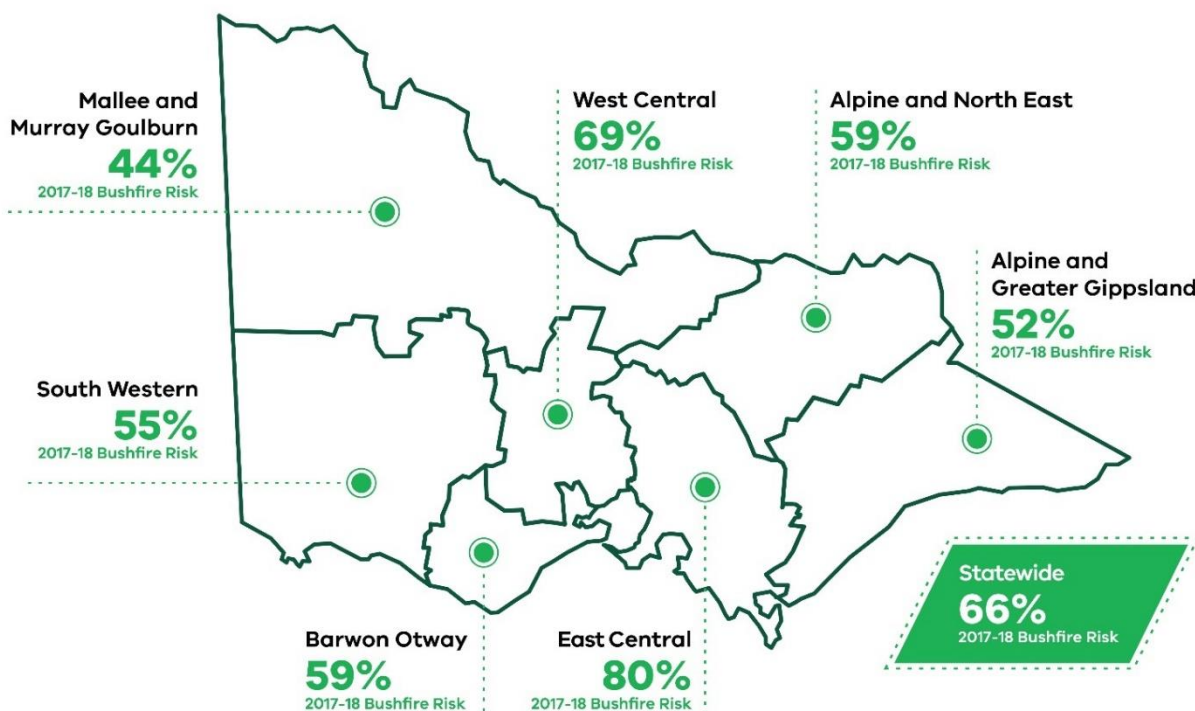 Mallee and
Murray Goulburn
44%
2017-18 Bushfire Risk
West Central
69%
2017-18 Bushfire Risk
Alpine and North East
59%
2017-18 Bushfire Risk
Alpine and
Greater Gippsland
52%
2017-18 Bushfire Risk
South Western
55%
2017-18 Bushfire Risk
Barwon Otway
59%
2017-18 Bushfire Risk
East Central
80%
2017-18 Bushfire Risk
Statewide
66%
2017-18 Bushfire Risk